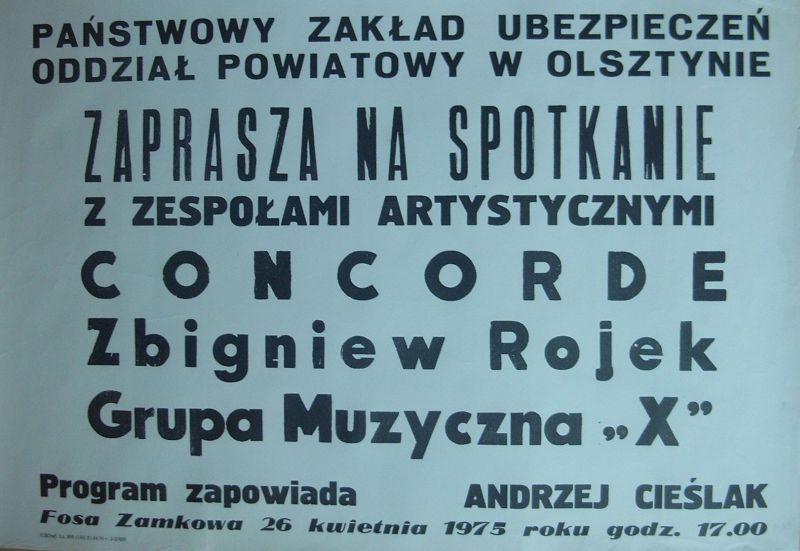 PAŃSTWOWY ZAKŁAD UBEZPIECZEŃ
ODDZIAŁ POWIATOWY W OLSZTYNIE
ZAPRASZA NA SPOTKANIE
Z ZESPOŁAMI ARTYSTYCZNYMI
CONCORDE
Zbigniew Rojek
Grupa Muzyczna „X”
Program zapowiada ANDRZEJ CIEŚLAK
Fosa Zamkowa 26 kwietnia 1975 roku godz. 17.00